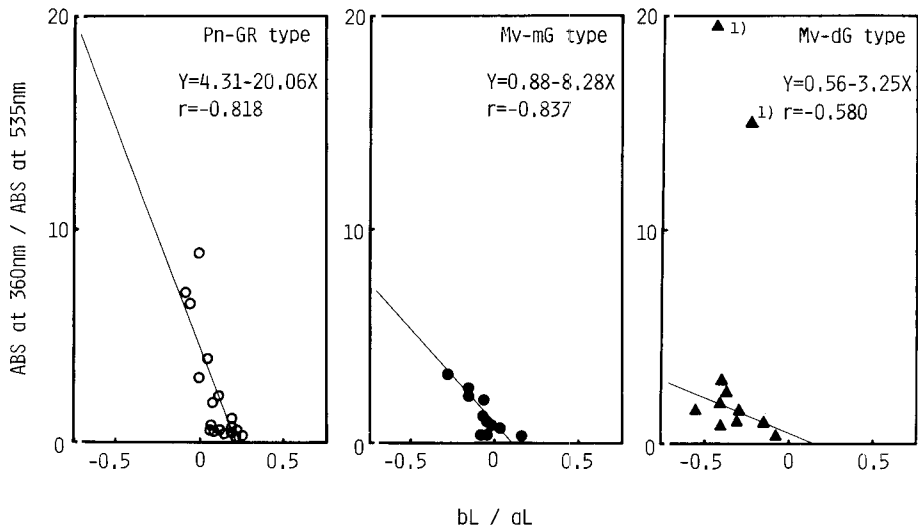 ABS at 360nm / ABS at 535nm
20
10
0
Pn-GR type
Y=4.31-20.06X
r=-0.818
-0.5
0
0.5
20
10
0
Mv-mG type
Y=0.88-8.28X
r=-0.837
-0.5
0
0.5
20
10
0
1)
Mv-dG type
Y=0.56-3.25X
1)
r=-0.580
-0.5
0
0.5
bL / aL